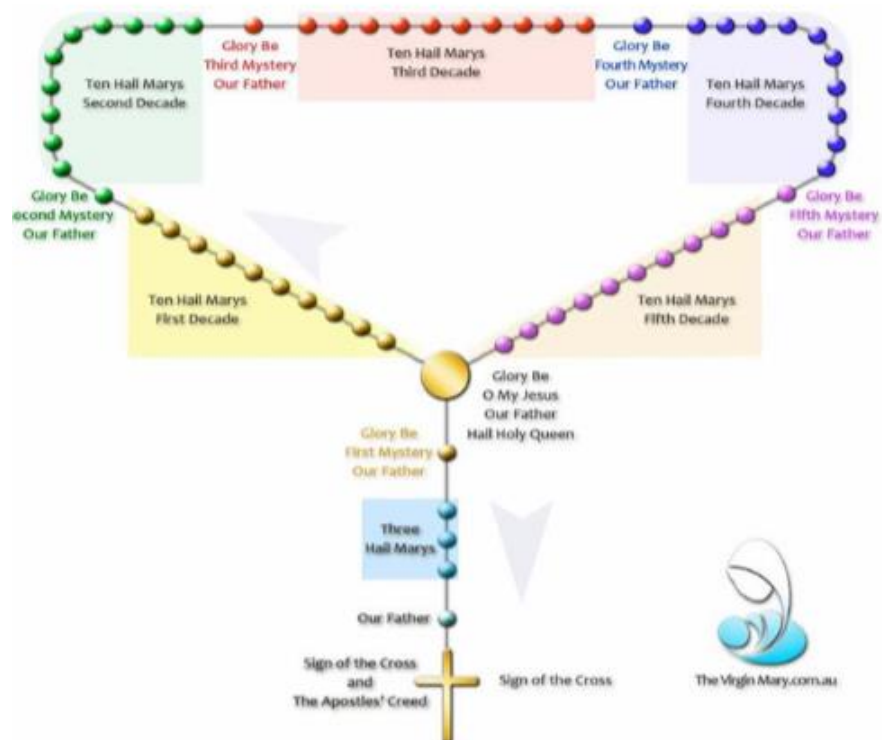 Glory Be
Third Mystery
Our Father
Ten Hail Marys
Third Decade
Glory Be
Fourth Mystery
Our Father
Ten Hail Marys
Second Decade
Ten Hail Marys
Fourth Decade
Glory Be
econd Mystery
Our Father
Glory Be
Fifth Mystery
Our Father
Ten Hail Marys
First Decade
Ten Hail Marys
Fifth Decade
Glory Be
O My Jesus
Our Father
Hail Holy Queen
Glory Be
First Mystery
Our Father
Three
Hail Marys
Our Father
Sign of the Cross
and
The Apostles' Creed
Sign of the Cross
The Virgin Mary.com.au